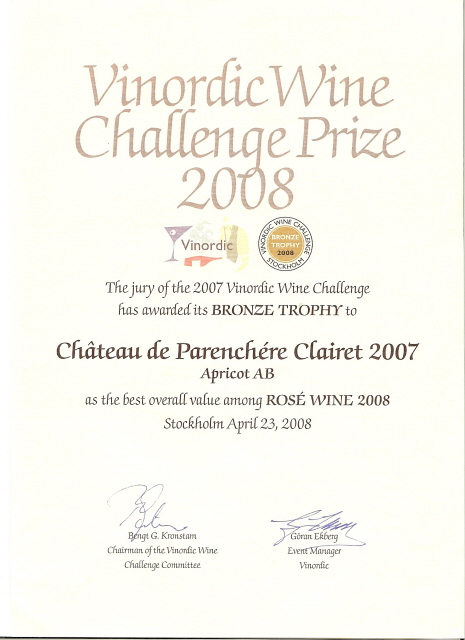 Vinordic Wine
Challenge Prize
2008
Vinordic
VINORDIC WINE CHALLENGE
BRONZE
TROPHY
2008
STOCKHOLM
The jury of the 2007 Vinordic Wine Challenge
has awarded its BRONZE TROPHY to
Château de Parenchére Clairet 2007
Apricot AB
as the best overall value among ROSÉ WINE 2008
Stockholm April 23, 2008
Bengt G. Kronstam
Chairman of the Vinordic Wine
Challenge Committee
Göran Ekberg
Event Manager
Vinordic